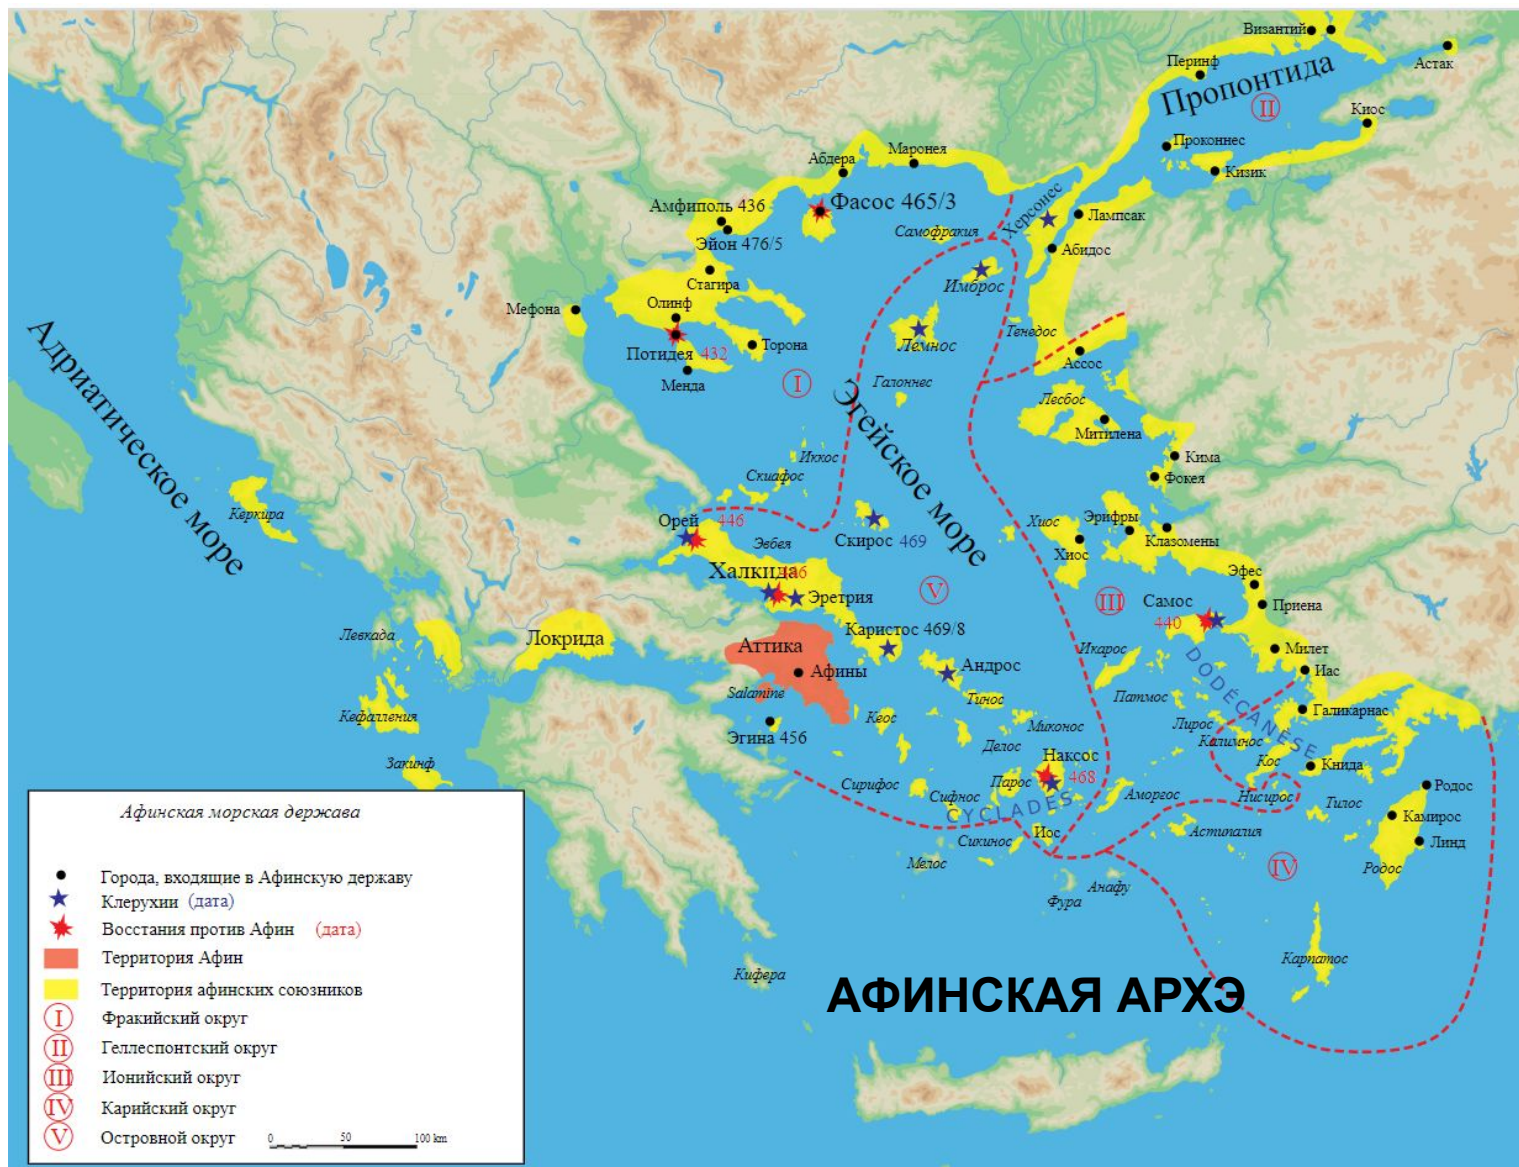 Византий
Астак
Перинф
Пропонтида
II
Киос
Проконнес
Кизик
Маронея
Абдера
Амфиполь 436
Фасос 465/3
Эйон 476/5
Самофракия
Херсонес
Лампсак
Абидос
Стагира
Имброс
Мефона
Олинф
Тенедос
Лемнос
Торона
Потидея 432
Ассос
Менда
I
Галоннес
Лесбос
Митилена
Адриатическое море
Эгейское море
Иккос
Скиафос
Кима
Фокея
Керкира
Орей 446
Эвбея
Скирос 469
Хиос
Эрифры
Хиос
Клазомены
Халкида 446
Эретрия
V
III
Эфес
Приена
Самос
440
Левкада
Локрида
Аттика
Афины
Каристос 469/8
Андрос
Икарос
Милет
Иас
Salamine
Тинос
Патмос
DODÉCANÈSE
Кефалления
Кеос
Миконос
Лирос
Галикарнас
Эгина 456
Делос
Калимнос
Закинф
Наксос
468
Кос
Книда
Сирифос
Парос
Сифнос
Аморгос
Нисирос
Тилос
Родос
CYCLADES
Камирос
Иос
Астипалия
Линд
Сикинос
Мелос
Фура
Анафу
IV
Родос
Кифера
Карпатос
АФИНСКАЯ АРХЭ
Афинская морская держава
Города, входящие в Афинскую державу
Клерухии (дата)
Восстания против Афин (дата)
Территория Афин
Территория афинских союзников
I Фракийский округ
II Геллеспонтский округ
III Ионийский округ
IV Карийский округ
V Островной округ
0 50 100 km